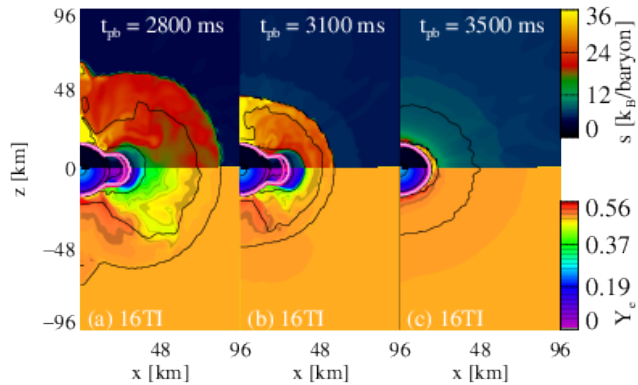 t_pb = 2800 ms t_pb = 3100 ms t_pb = 3500 ms
96
48
0
−48
−96
z [km]
36
24
12
0
s [k_B/baryon]
0.56
0.37
0.19
0
Y_e
(a) 16TI (b) 16TI (c) 16TI
48 96 48 96 48 96
x [km] x [km] x [km]